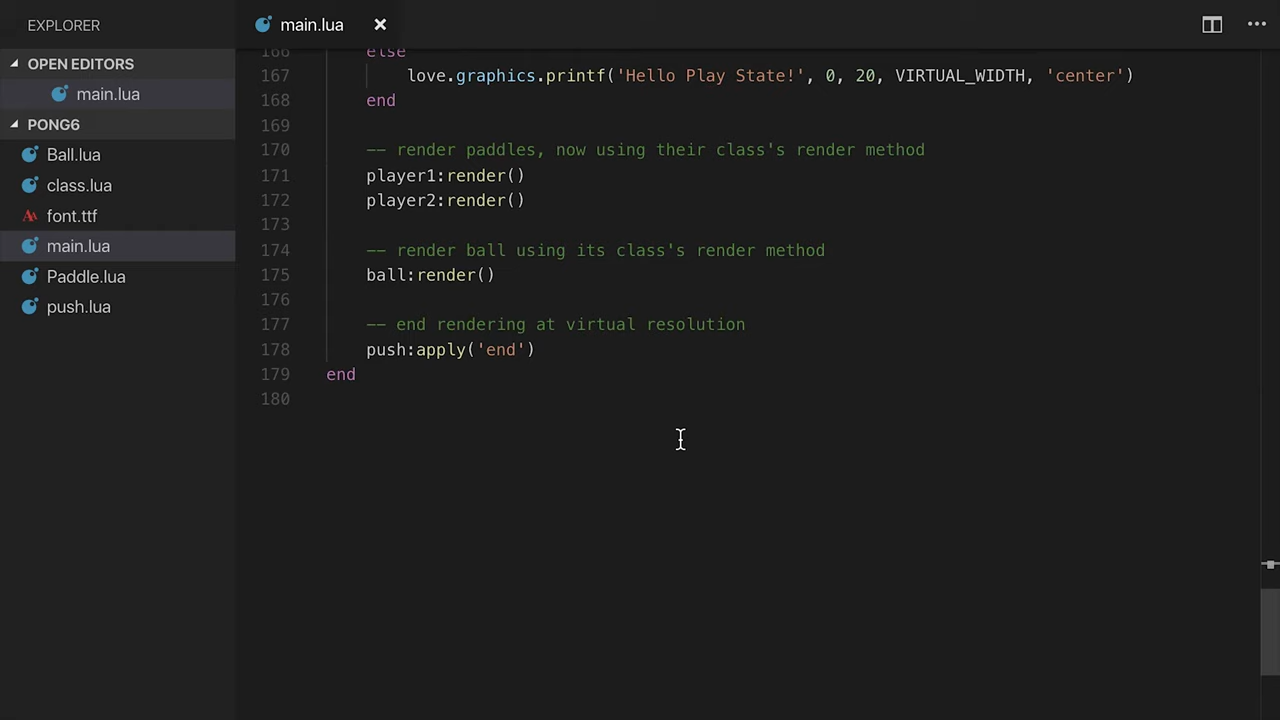 EXPLORER
main.lua ×
OPEN EDITORS
main.lua
PONG6
Ball.lua
class.lua
font.ttf
main.lua
Paddle.lua
push.lua
166 else
167 love.graphics.printf('Hello Play State!', 0, 20, VIRTUAL_WIDTH, 'center')
168 end
169
170 -- render paddles, now using their class's render method
171 player1:render()
172 player2:render()
173
174 -- render ball using its class's render method
175 ball:render()
176
177 -- end rendering at virtual resolution
178 push:apply('end')
179 end
180